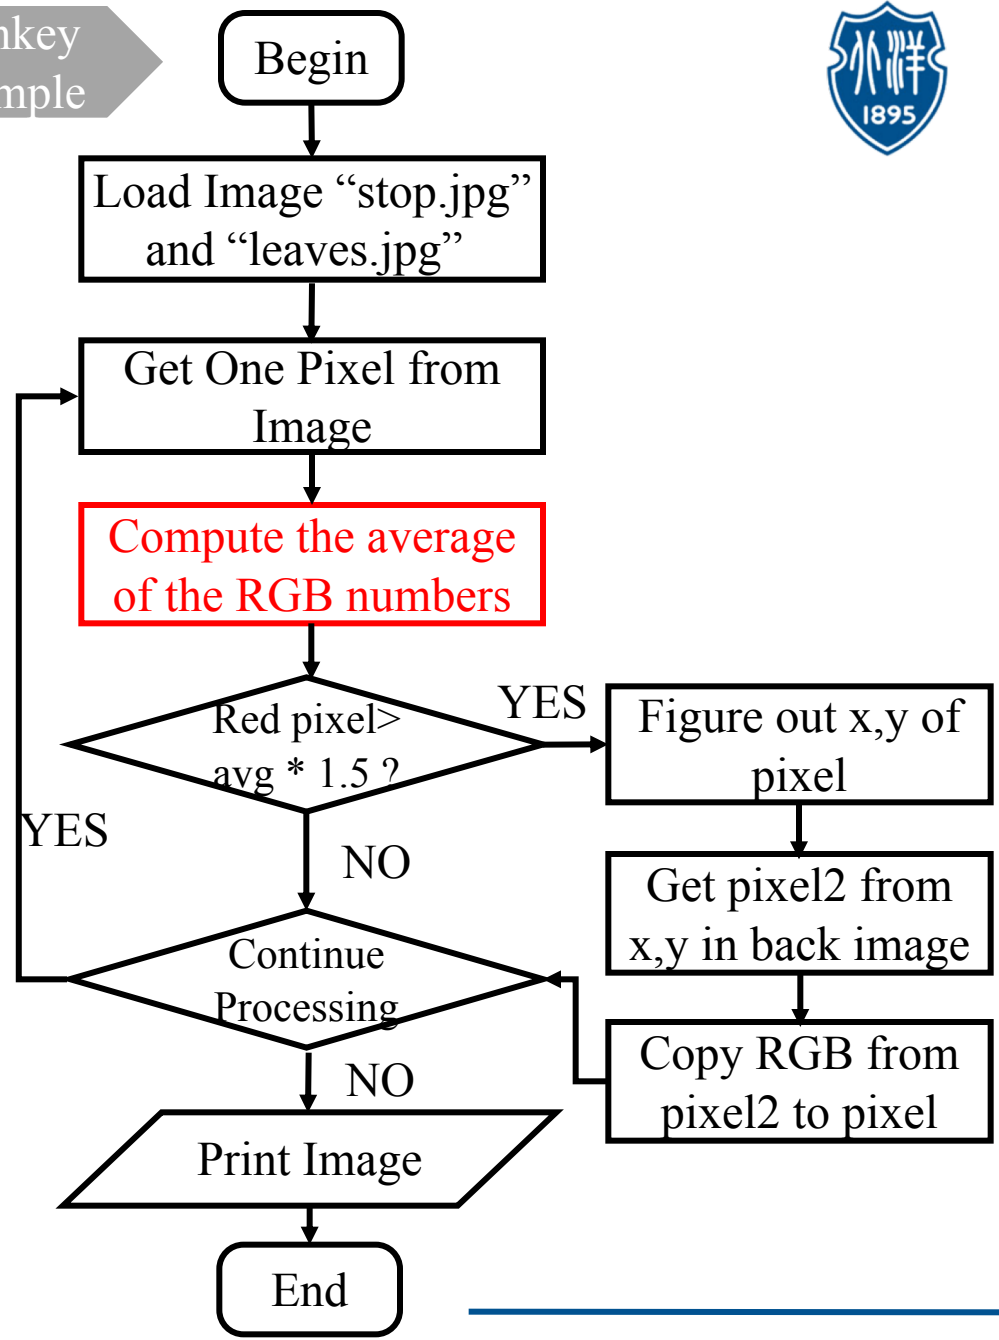 Begin
北洋
1895
Load Image “stop.jpg”
and “leaves.jpg”
Get One Pixel from
Image
Compute the average
of the RGB numbers
Red pixel>
avg * 1.5 ?
YES
Figure out x,y of
pixel
YES
NO
Get pixel2 from
x,y in back image
Continue
Processing
Copy RGB from
pixel2 to pixel
NO
Print Image
End